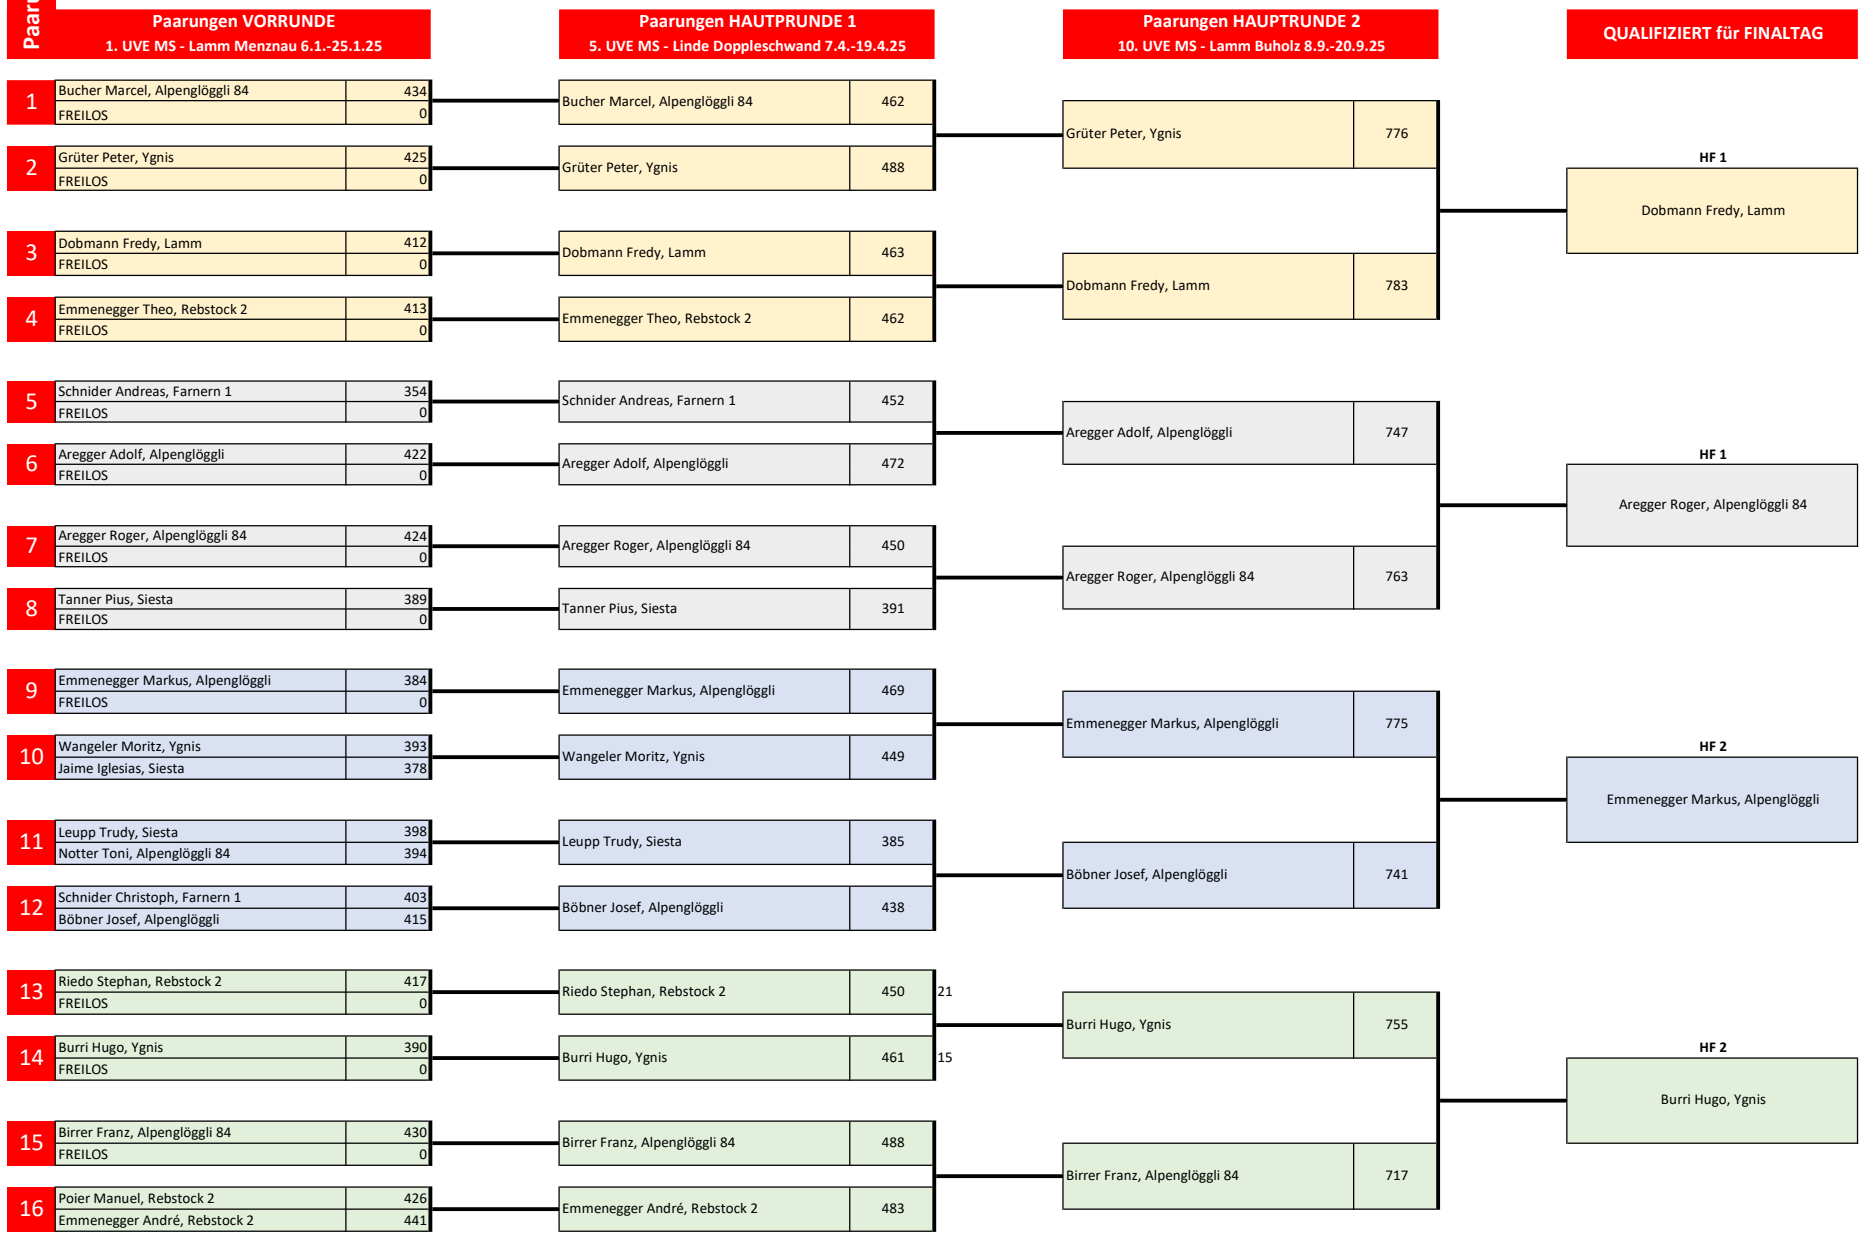 Paaru
Paarungen VORRUNDE
1. UVE MS - Lamm Menznau 6.1.-25.1.25
Paarungen HAUTPRUNDE 1
5. UVE MS - Linde Doppleschwand 7.4.-19.4.25
Paarungen HAUPTRUNDE 2
10. UVE MS - Lamm Buholz 8.9.-20.9.25
QUALIFIZIERT für FINALTAG
1
Bucher Marcel, Alpenglöggli 84 434
FREILOS 0
Bucher Marcel, Alpenglöggli 84 462
Grüter Peter, Ygnis 776
2
Grüter Peter, Ygnis 425
FREILOS 0
Grüter Peter, Ygnis 488
HF 1
Dobmann Fredy, Lamm
3
Dobmann Fredy, Lamm 412
FREILOS 0
Dobmann Fredy, Lamm 463
Dobmann Fredy, Lamm 783
4
Emmenegger Theo, Rebstock 2 413
FREILOS 0
Emmenegger Theo, Rebstock 2 462
5
Schnider Andreas, Farnern 1 354
FREILOS 0
Schnider Andreas, Farnern 1 452
Aregger Adolf, Alpenglöggli 747
6
Aregger Adolf, Alpenglöggli 422
FREILOS 0
Aregger Adolf, Alpenglöggli 472
HF 1
Aregger Roger, Alpenglöggli 84
7
Aregger Roger, Alpenglöggli 84 424
FREILOS 0
Aregger Roger, Alpenglöggli 84 450
Aregger Roger, Alpenglöggli 84 763
8
Tanner Pius, Siesta 389
FREILOS 0
Tanner Pius, Siesta 391
9
Emmenegger Markus, Alpenglöggli 384
FREILOS 0
Emmenegger Markus, Alpenglöggli 469
Emmenegger Markus, Alpenglöggli 775
10
Wangeler Moritz, Ygnis 393
Jaime Iglesias, Siesta 378
Wangeler Moritz, Ygnis 449
HF 2
Emmenegger Markus, Alpenglöggli
11
Leupp Trudy, Siesta 398
Notter Toni, Alpenglöggli 84 394
Leupp Trudy, Siesta 385
Böbner Josef, Alpenglöggli 741
12
Schnider Christoph, Farnern 1 403
Böbner Josef, Alpenglöggli 415
Böbner Josef, Alpenglöggli 438
13
Riedo Stephan, Rebstock 2 417
FREILOS 0
Riedo Stephan, Rebstock 2 450 21
Burri Hugo, Ygnis 755
14
Burri Hugo, Ygnis 390
FREILOS 0
Burri Hugo, Ygnis 461 15
HF 2
Burri Hugo, Ygnis
15
Birrer Franz, Alpenglöggli 84 430
FREILOS 0
Birrer Franz, Alpenglöggli 84 488
Birrer Franz, Alpenglöggli 84 717
16
Poier Manuel, Rebstock 2 426
Emmenegger André, Rebstock 2 441
Emmenegger André, Rebstock 2 483